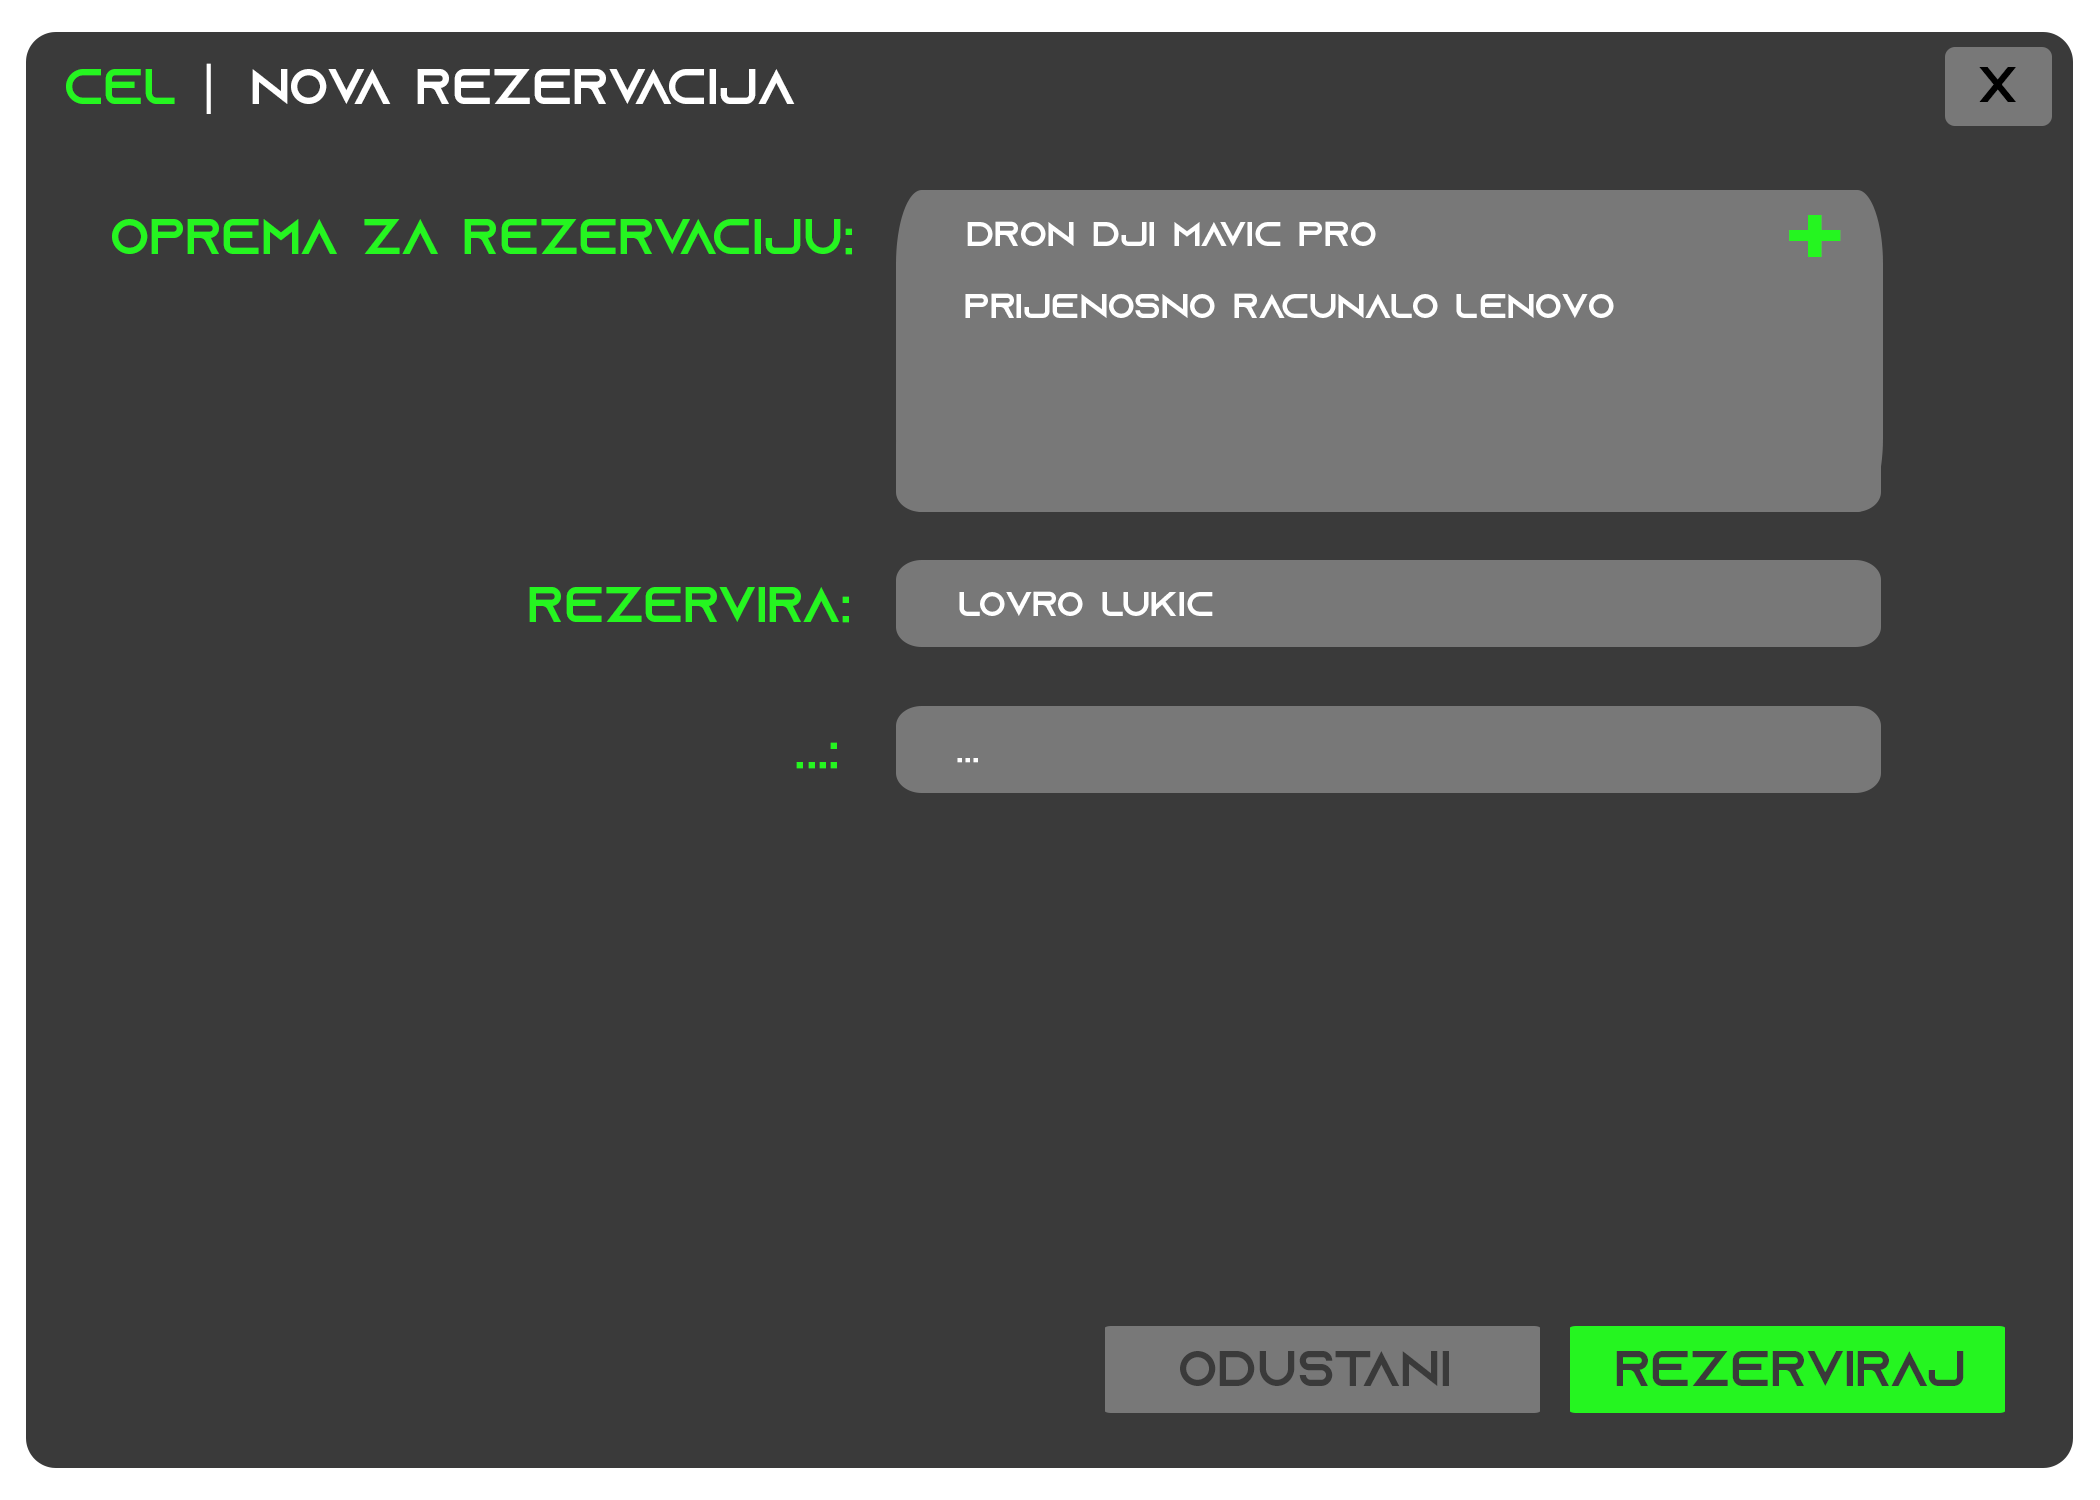 CEL | NOVA REZERVACIJA X
OPREMA ZA REZERVACIJU: DRON DJI MAVIC PRO +
PRIJENOSNO RACUNALO LENOVO
REZERVIRA: LOVRO LUKIC
...: ...
ODUSTANI REZERVIRAJ